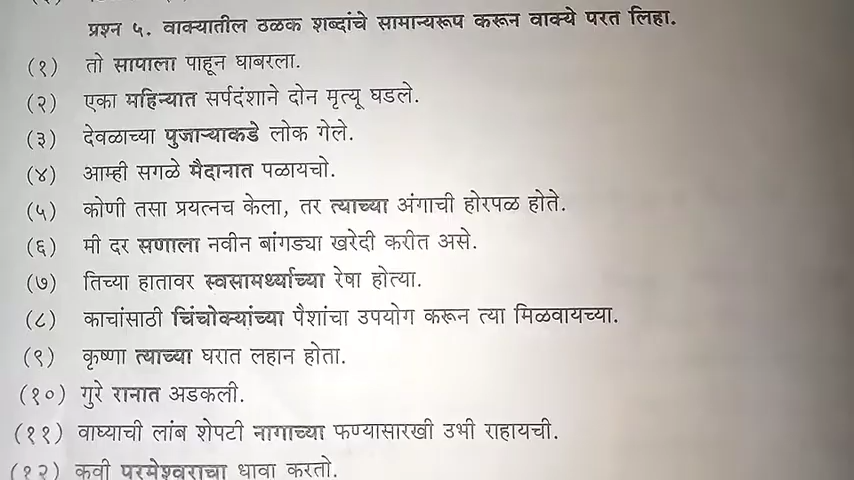 प्रश्न ५. वाक्यातील ठळक शब्दांचे सामान्यरूप करून वाक्ये परत लिहा.
(१) तो सापाला पाहून घाबरला.
(२) एका महिन्यात सर्पदंशाने दोन मृत्यू घडले.
(३) देवळाच्या पुजाऱ्याकडे लोक गेले.
(४) आम्ही सगळे मैदानात पळायचो.
(५) कोणी तसा प्रयत्नच केला, तर त्याच्या अंगाची होरपळ होते.
(६) मी दर सणाला नवीन बांगड्या खरेदी करीत असे.
(७) तिच्या हातावर स्वसामर्थ्याच्या रेषा होत्या.
(८) काचांसाठी चिंचोक्यांच्या पैशांचा उपयोग करून त्या मिळवायच्या.
(९) कृष्णा त्याच्या घरात लहान होता.
(१०) गुरे रानात अडकली.
(११) वाघ्याची लांब शेपटी नागाच्या फण्यासारखी उभी राहायची.
(१२) कवी परमेश्वराचा धावा करतो.